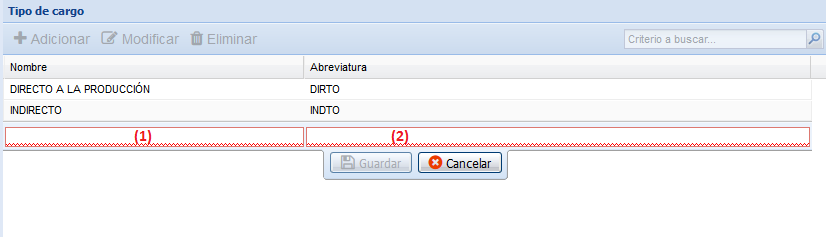 Tipo de cargo
Adicionar Modificar Eliminar Criterio a buscar...
Nombre Abreviatura
DIRECTO A LA PRODUCCIÓN DIRTO
INDIRECTO INDTO
(1) (2)
Guardar Cancelar